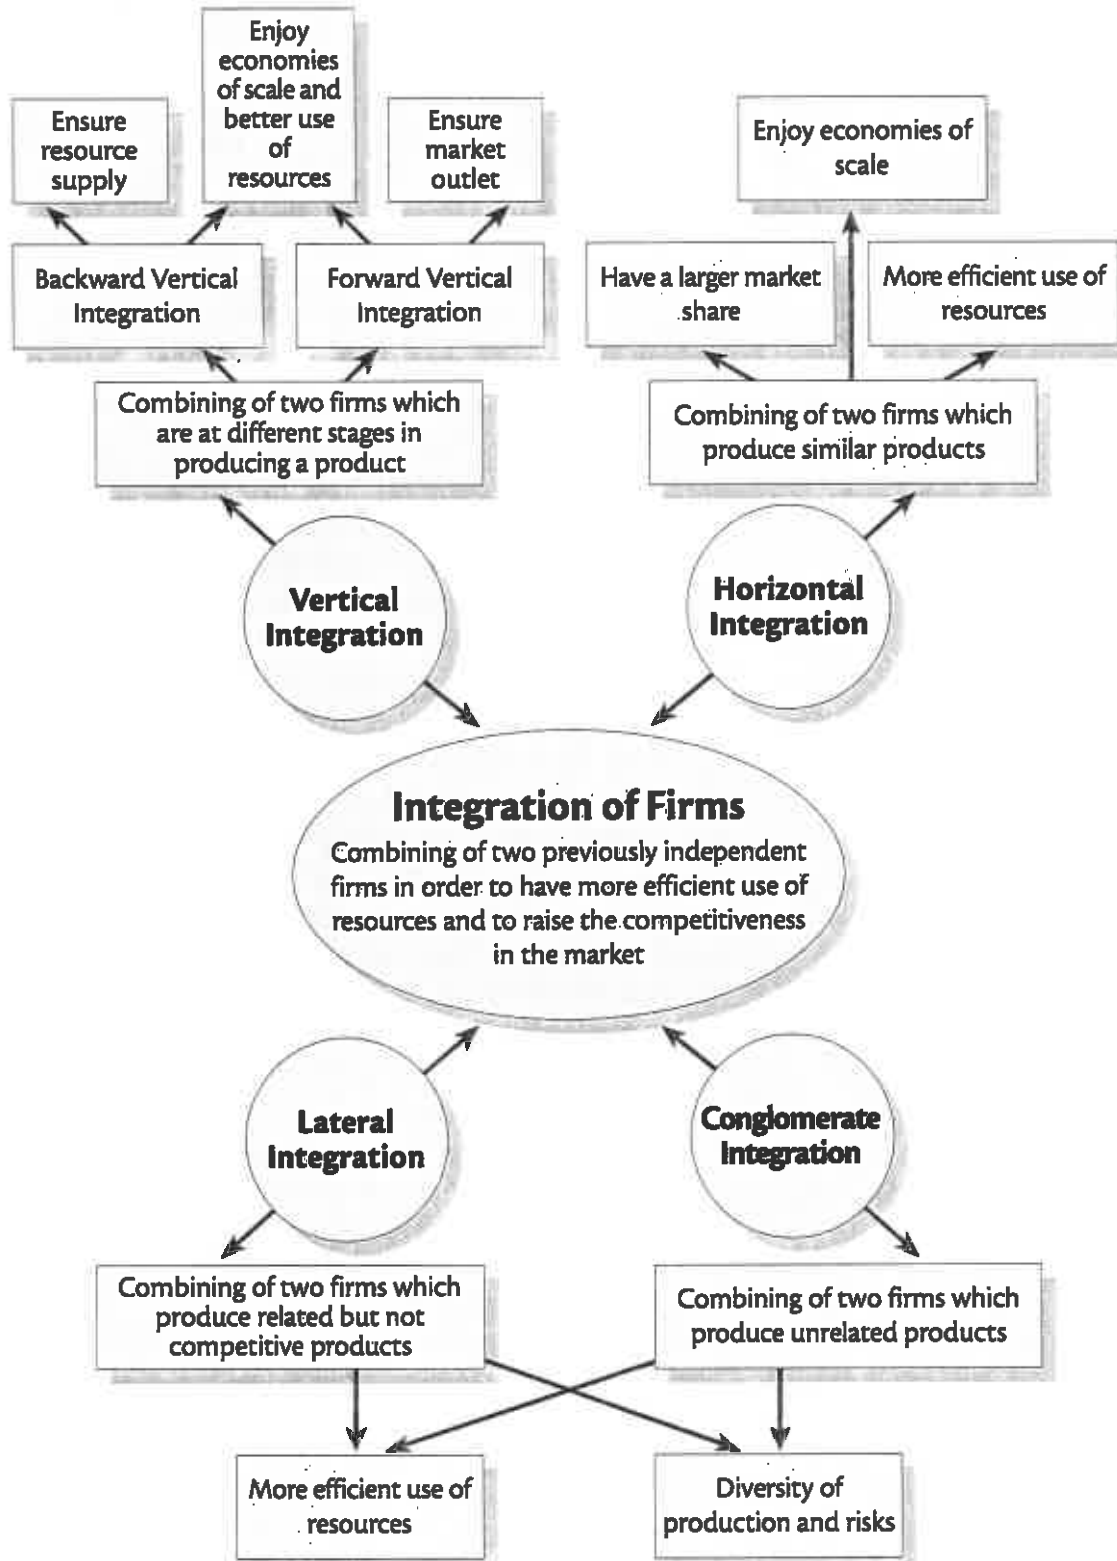 Enjoy
economies
of scale and
better use
of
resources
Ensure
resource
supply
Ensure
market
outlet
Enjoy economies of
scale
Backward Vertical
Integration
Forward Vertical
Integration
Have a larger market
share
More efficient use of
resources
Combining of two firms which
are at different stages in
producing a product
Combining of two firms which
produce similar products
Vertical
Integration
Horizontal
Integration
Integration of Firms
Combining of two previously independent
firms in order to have more efficient use of
resources and to raise the competitiveness
in the market
Lateral
Integration
Conglomerate
Integration
Combining of two firms which
produce related but not
competitive products
Combining of two firms which
produce unrelated products
More efficient use of
resources
Diversity of
production and risks